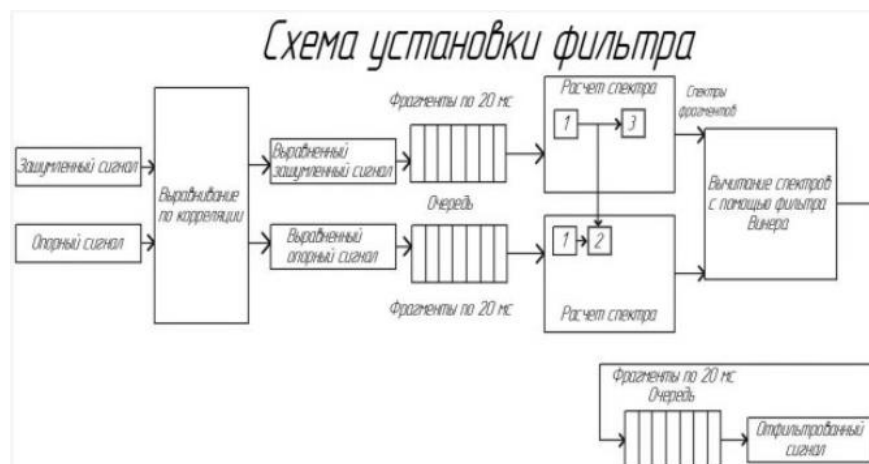 Схема установки фильтра
Фрагменты по 20 мс
Расчет спектра
Спектры
фрагментов
1
3
Зашумленный сигнал
Выравнивание
по корреляции
Выравненный
зашумленный сигнал
Очередь
Вычитание спектров
с помощью фильтра
Винера
Опорный сигнал
Выравненный
опорный сигнал
1
2
Фрагменты по 20 мс
Расчет спектра
Фрагменты по 20 мс
Очередь
Отфильтрованный
сигнал